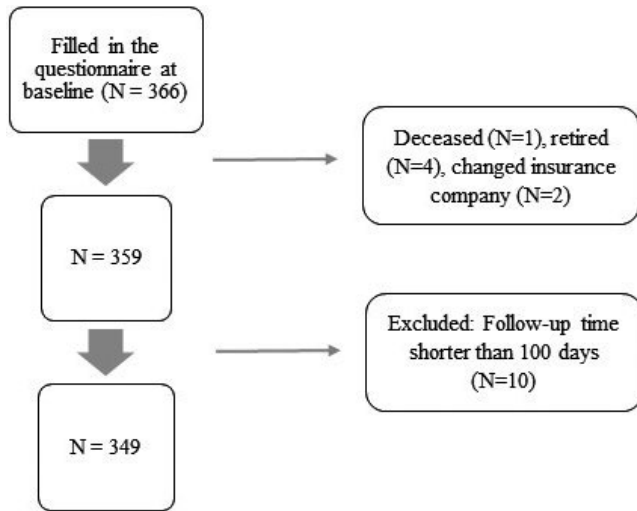 Filled in the
questionnaire at
baseline (N = 366)
Deceased (N=1), retired
(N=4), changed insurance
company (N=2)
N = 359
Excluded: Follow-up time
shorter than 100 days
(N=10)
N = 349